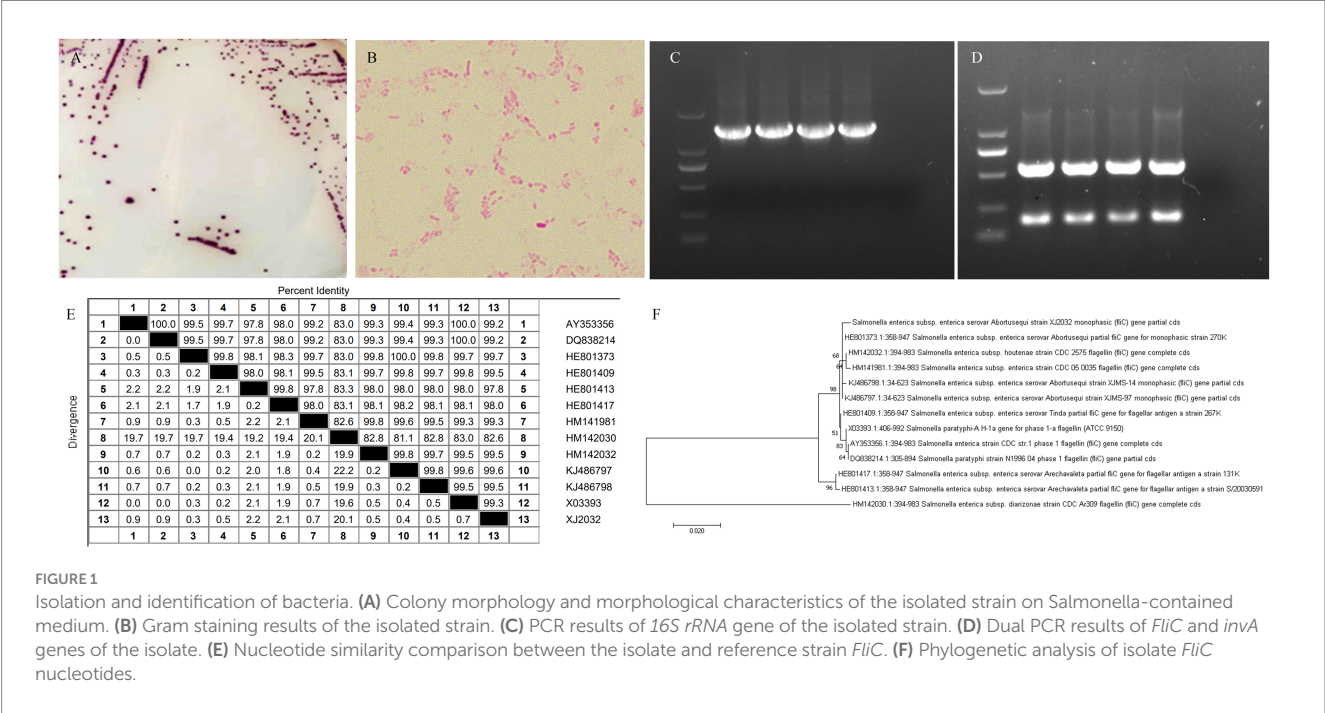 A
B
C
D
E
Percent Identity
Divergence
1 2 3 4 5 6 7 8 9 10 11 12 13
1 100.0 99.5 99.7 97.8 98.0 99.2 83.0 99.3 99.4 99.3 100.0 99.2 1 AY353356
2 0.0 99.5 99.7 97.8 98.0 99.2 83.0 99.3 99.4 99.3 100.0 99.2 2 DQ838214
3 0.5 0.5 99.8 98.1 98.3 99.7 83.0 99.8 100.0 99.8 99.7 99.7 3 HE801373
4 0.3 0.3 0.2 98.0 98.1 99.5 83.1 99.7 99.8 99.7 99.8 99.5 4 HE801409
5 2.2 2.2 1.9 2.1 99.8 97.8 83.3 98.0 98.0 98.0 98.0 97.8 5 HE801413
6 2.1 2.1 1.7 1.9 0.2 98.0 83.1 98.1 98.2 98.1 98.1 98.0 6 HE801417
7 0.9 0.9 0.3 0.5 2.2 2.1 82.6 99.8 99.6 99.5 99.3 99.3 7 HM141981
8 19.7 19.7 19.7 19.4 19.2 19.4 20.1 82.8 81.1 82.8 83.0 82.6 8 HM142030
9 0.7 0.7 0.2 0.3 2.1 1.9 0.2 19.9 99.8 99.7 99.5 99.5 9 HM142032
10 0.6 0.6 0.0 0.2 2.0 1.8 0.4 22.2 0.2 99.8 99.6 99.6 10 KJ486797
11 0.7 0.7 0.2 0.3 2.1 1.9 0.5 19.9 0.3 0.2 99.5 99.5 11 KJ486798
12 0.0 0.0 0.3 0.2 2.1 1.9 0.7 19.6 0.5 0.4 0.5 99.3 12 X03393
13 0.9 0.9 0.3 0.5 2.2 2.1 0.7 20.1 0.5 0.4 0.5 0.7 13 XJ2032
1 2 3 4 5 6 7 8 9 10 11 12 13
F
Salmonella enterica subsp. enterica serovar Abortusequi strain XJ2032 monophasic (fliC) gene partial cds
HE801373.1:358-947 Salmonella enterica subsp. enterica serovar Abortusequi partial fliC gene for monophasic strain 270K
HM142032.1:394-983 Salmonella enterica subsp. houtenae strain CDC 2575 flagellin (fliC) gene complete cds
HM141981.1:394-983 Salmonella enterica subsp. enterica strain CDC 05 0035 flagellin (fliC) gene complete cds
KJ486798.1:34-623 Salmonella enterica subsp. enterica serovar Abortusequi strain XJMS-14 monophasic (fliC) gene partial cds
KJ486797.1:34-623 Salmonella enterica subsp. enterica serovar Abortusequi strain XJMS-97 monophasic (fliC) gene partial cds
HE801409.1:358-947 Salmonella enterica subsp. enterica serovar Tinda partial fliC gene for flagellar antigen a strain 267K
X03393.1:406-992 Salmonella paratyphi-A H-1a gene for phase 1-a flagellin (ATCC 9150)
AY353356.1:394-983 Salmonella enterica strain CDC str.1 phase 1 flagellin (fliC) gene complete cds
DQ838214.1:305-894 Salmonella paratyphi strain N1996 04 phase 1 flagellin (fliC) gene partial cds
HE801417.1:358-947 Salmonella enterica subsp. enterica serovar Arechavaleta partial fliC gene for flagellar antigen a strain 131K
HE801413.1:358-947 Salmonella enterica subsp. enterica serovar Arechavaleta partial fliC gene for flagellar antigen a strain S/20030591
HM142030.1:394-983 Salmonella enterica subsp. diarizonae strain CDC Ar309 flagellin (fliC) gene complete cds
68
64
98
51
83
64
96
0.020
FIGURE 1
Isolation and identification of bacteria. (A) Colony morphology and morphological characteristics of the isolated strain on Salmonella-contained
medium. (B) Gram staining results of the isolated strain. (C) PCR results of 16S rRNA gene of the isolated strain. (D) Dual PCR results of FliC and invA
genes of the isolate. (E) Nucleotide similarity comparison between the isolate and reference strain FliC. (F) Phylogenetic analysis of isolate FliC
nucleotides.